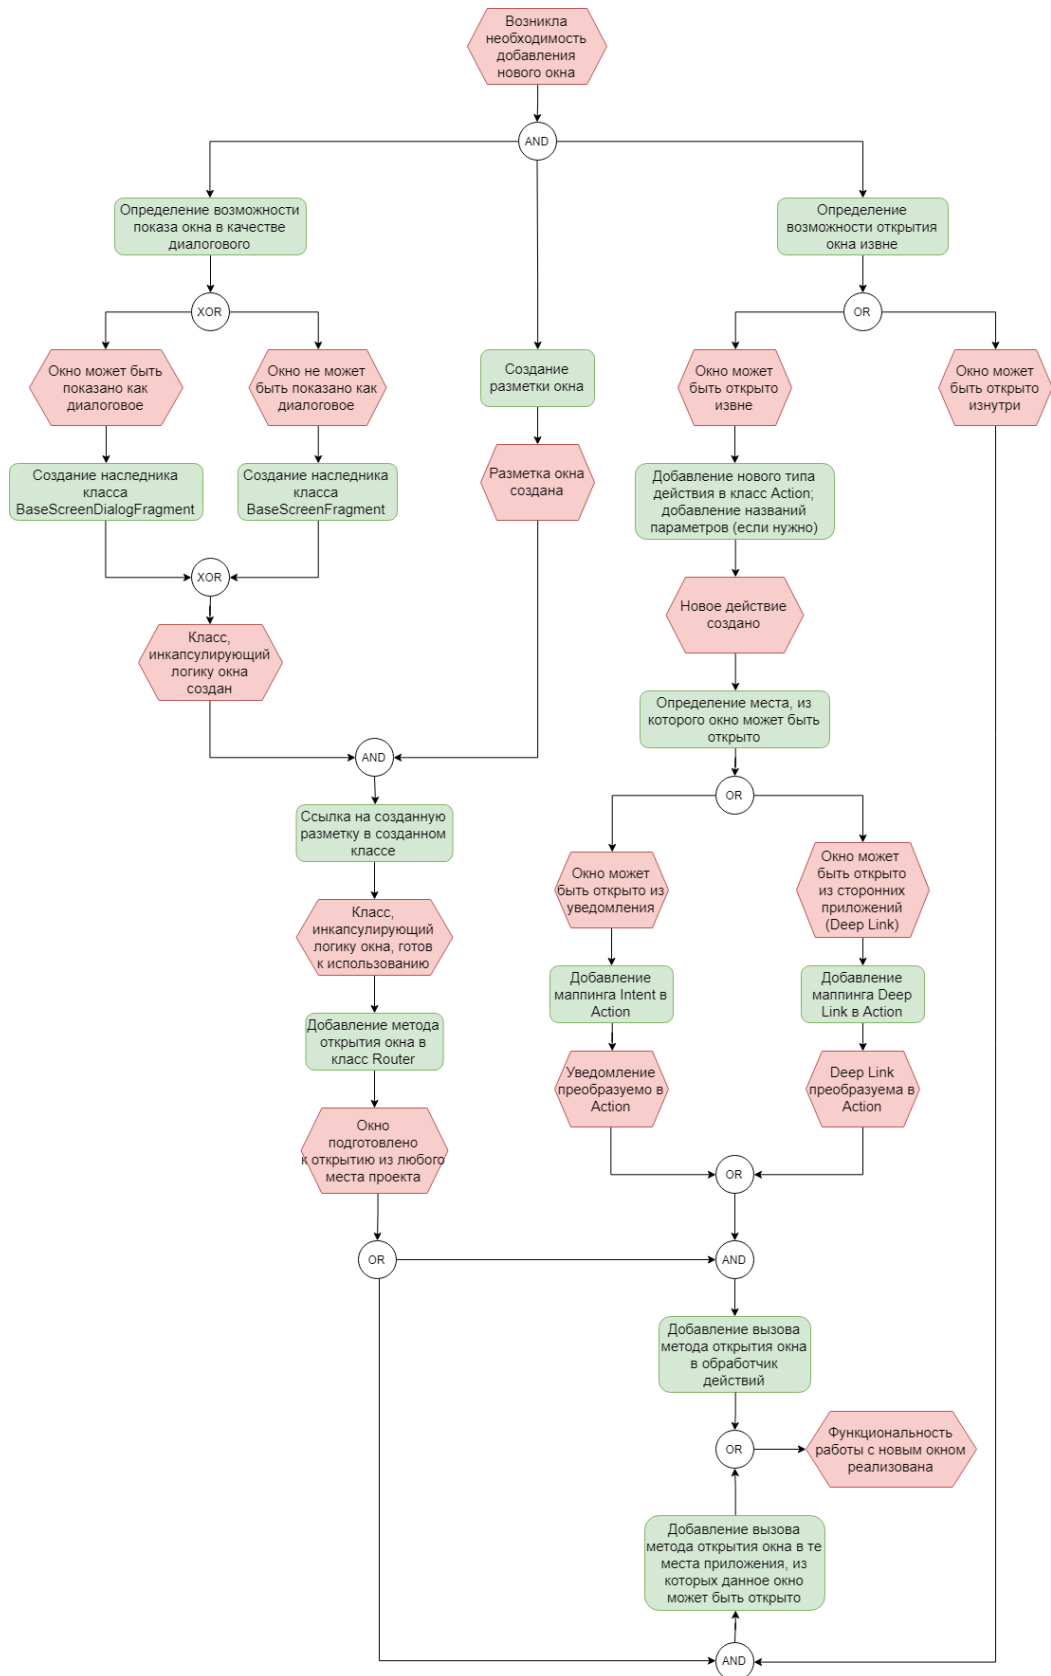 Возникла
необходимость
добавления
нового окна
AND
Определение возможности
показа окна в качестве
диалогового
Определение
возможности открытия
окна извне
XOR
OR
Окно может быть
показано как
диалоговое
Окно не может
быть показано как
диалоговое
Создание
разметки окна
Окно может
быть открыто
извне
Окно может
быть открыто
изнутри
Создание наследника
класса
BaseScreenDialogFragment
Создание наследника
класса
BaseScreenFragment
Разметка окна
создана
Добавление нового типа
действия в класс Action;
добавление названий
параметров (если нужно)
XOR
Новое действие
создано
Класс,
инкапсулирующий
логику окна
создан
Определение места, из
которого окно может быть
открыто
AND
OR
Ссылка на созданную
разметку в созданном
классе
Окно может
быть открыто из
уведомления
Окно может
быть открыто
из сторонних
приложений
(Deep Link)
Класс,
инкапсулирующий
логику окна, готов
к использованию
Добавление
маппинга Intent в
Action
Добавление
маппинга Deep
Link в Action
Добавление метода
открытия окна в
класс Router
Уведомление
преобразуемо в
Action
Deep Link
преобразуема в
Action
Окно
подготовлено
к открытию из любого
места проекта
OR
OR
AND
Добавление вызова
метода открытия окна
в обработчик
действий
OR
Функциональность
работы с новым окном
реализована
Добавление вызова
метода открытия окна в те
места приложения, из
которых данное окно
может быть открыто
AND